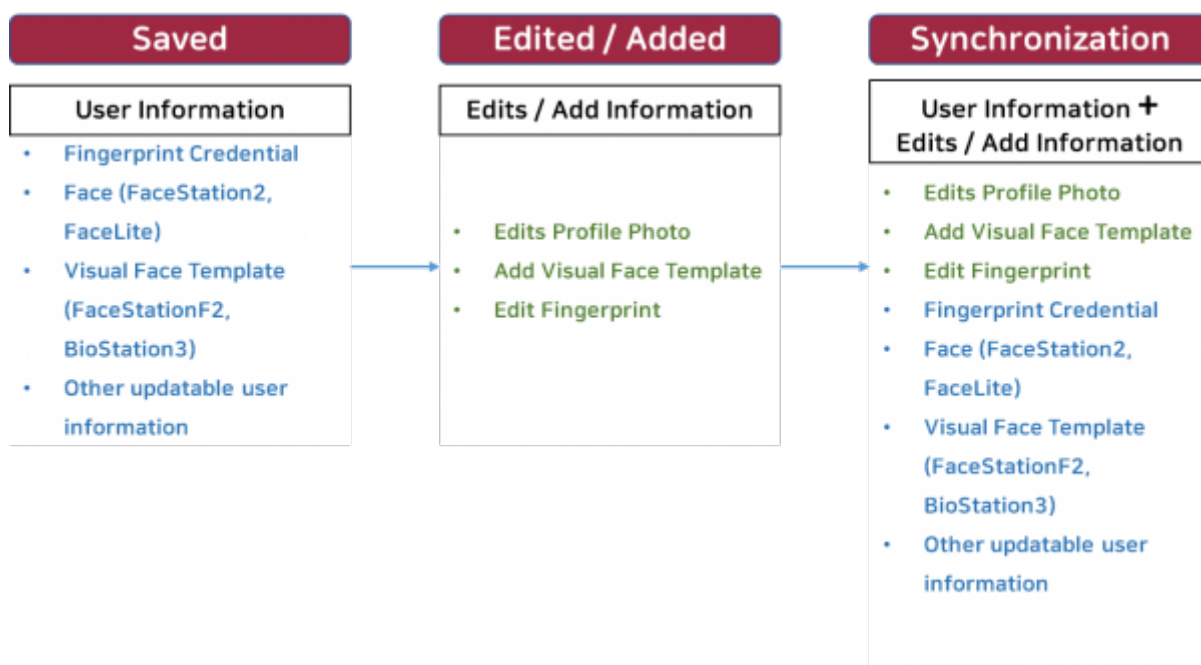 Saved
User Information
• Fingerprint Credential
• Face (FaceStation2,
FaceLite)
• Visual Face Template
(FaceStationF2,
BioStation3)
• Other updatable user
information
Edited / Added
Edits / Add Information
• Edits Profile Photo
• Add Visual Face Template
• Edit Fingerprint
Synchronization
User Information +
Edits / Add Information
• Edits Profile Photo
• Add Visual Face Template
• Edit Fingerprint
• Fingerprint Credential
• Face (FaceStation2,
FaceLite)
• Visual Face Template
(FaceStationF2,
BioStation3)
• Other updatable user
information